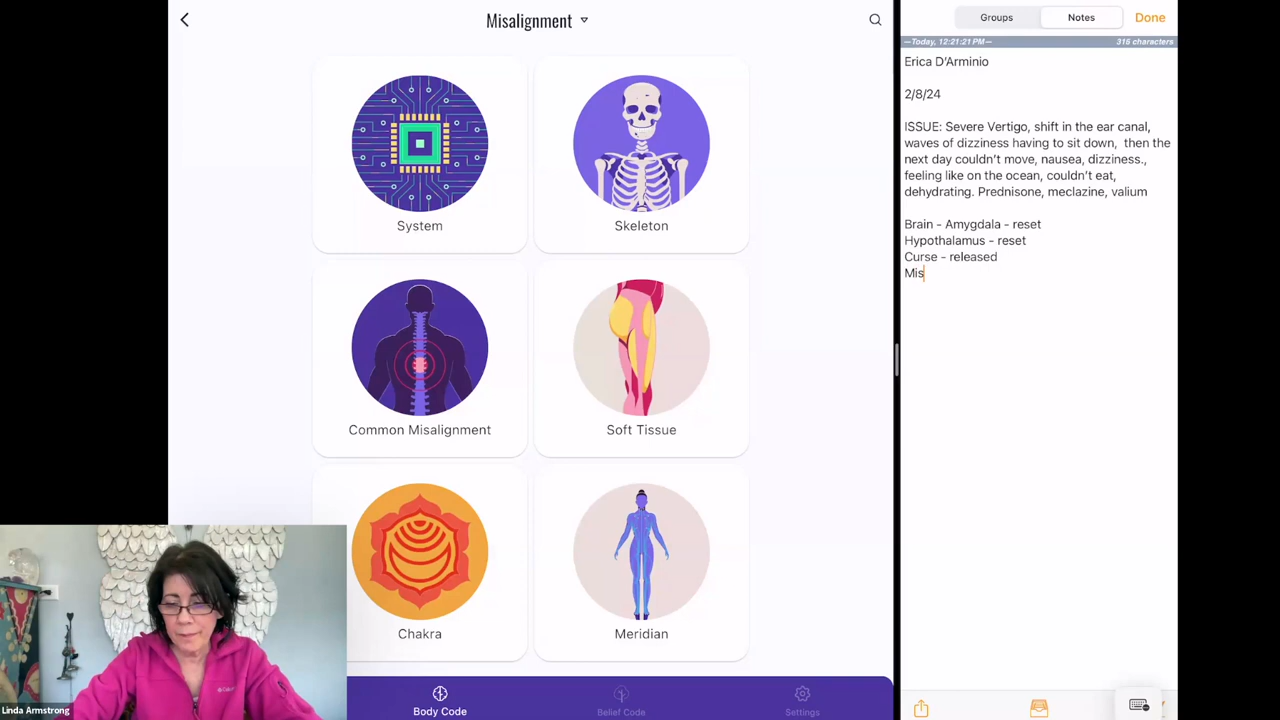 Misalignment
System
Skeleton
Common Misalignment
Soft Tissue
Chakra
Meridian
Body Code
Belief Code
Settings
Linda Armstrong
Groups
Notes
Done
—Today, 12:21:21 PM—
315 characters
Erica D'Arminio
2/8/24
ISSUE: Severe Vertigo, shift in the ear canal,
waves of dizziness having to sit down,  then the
next day couldn't move, nausea, dizziness.,
feeling like on the ocean, couldn't eat,
dehydrating. Prednisone, meclazine, valium
Brain - Amygdala - reset
Hypothalamus - reset
Curse - released
Mis